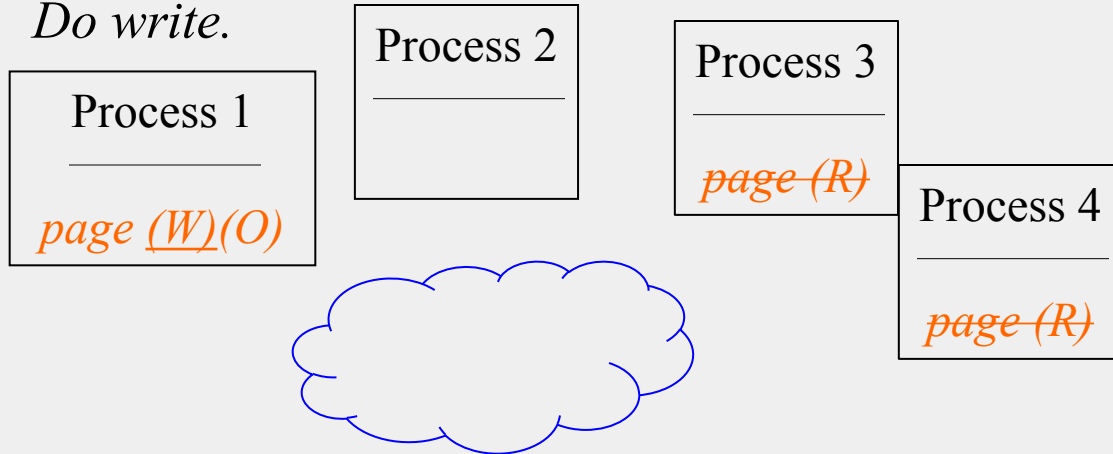 Do write.
Process 1
page (W)(O)
Process 2
Process 3
page (R)
Process 4
page (R)